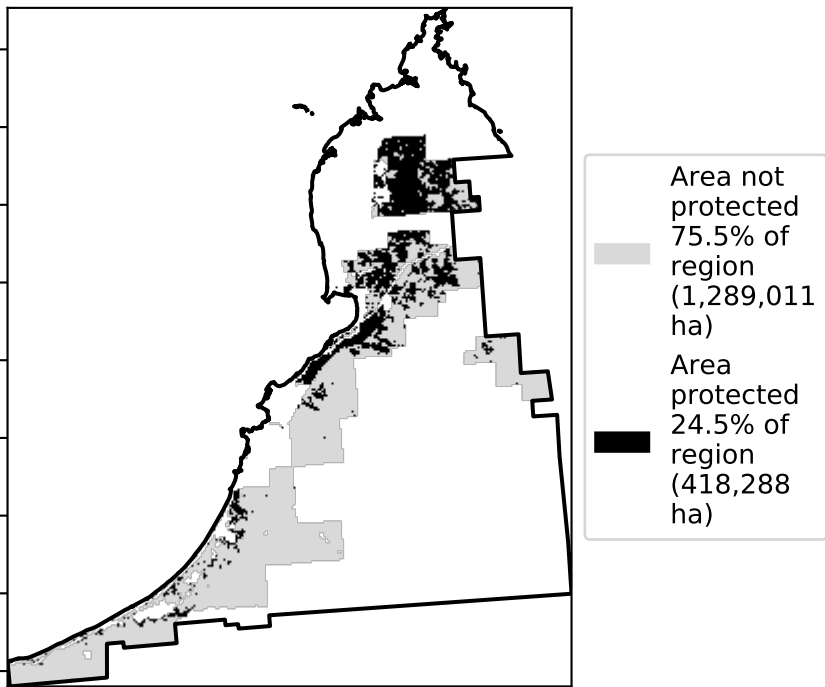 Area not
protected
75.5% of
region
(1,289,011
ha)
Area
protected
24.5% of
region
(418,288
ha)